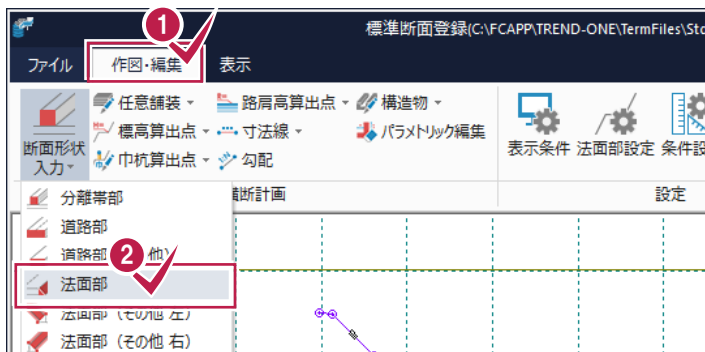 標準断面登録(C:\FCAPP\TREND-ONE\TermFiles\Sto
1
ファイル 作図・編集 表示
任意舗装 路肩高算出点 構造物
標高算出点 寸法線 パラメトリック編集
巾杭算出点 勾配
断面形状
入力
表示条件 法面部設定 条件設
横断計画 設定
分離帯部
道路部
道路部 他)
2
法面部
法面部 (その他 左)
法面部 (その他 右)